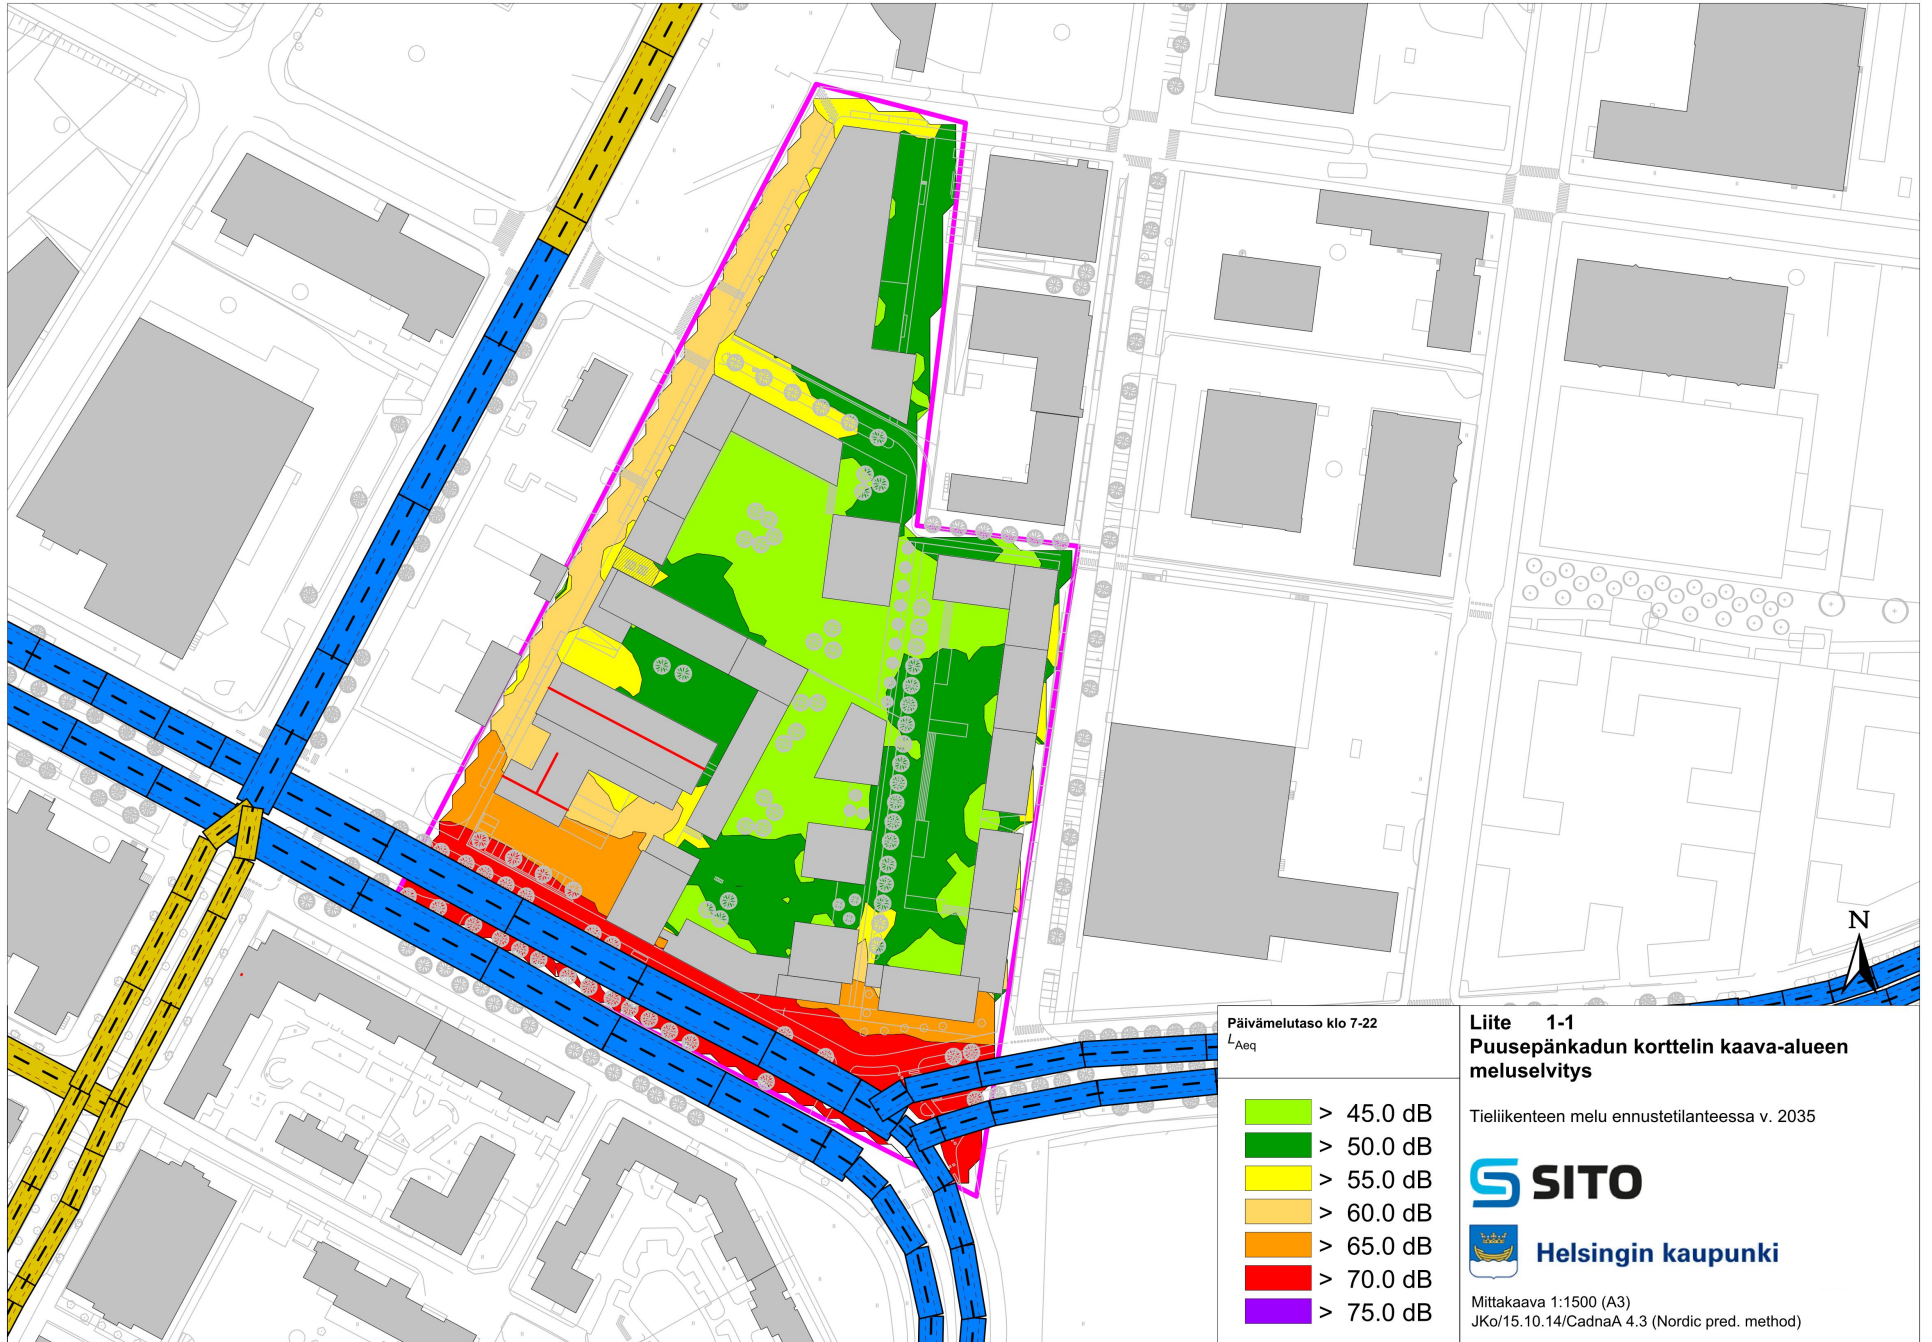 N
Päivämelutaso klo 7-22
LAeq
> 45.0 dB
> 50.0 dB
> 55.0 dB
> 60.0 dB
> 65.0 dB
> 70.0 dB
> 75.0 dB
Liite 1-1
Puusepänkadun korttelin kaava-alueen
meluselvitys
Tieliikenteen melu ennustetilanteessa v. 2035
SITO
Helsingin kaupunki
Mittakaava 1:1500 (A3)
JKo/15.10.14/CadnaA 4.3 (Nordic pred. method)